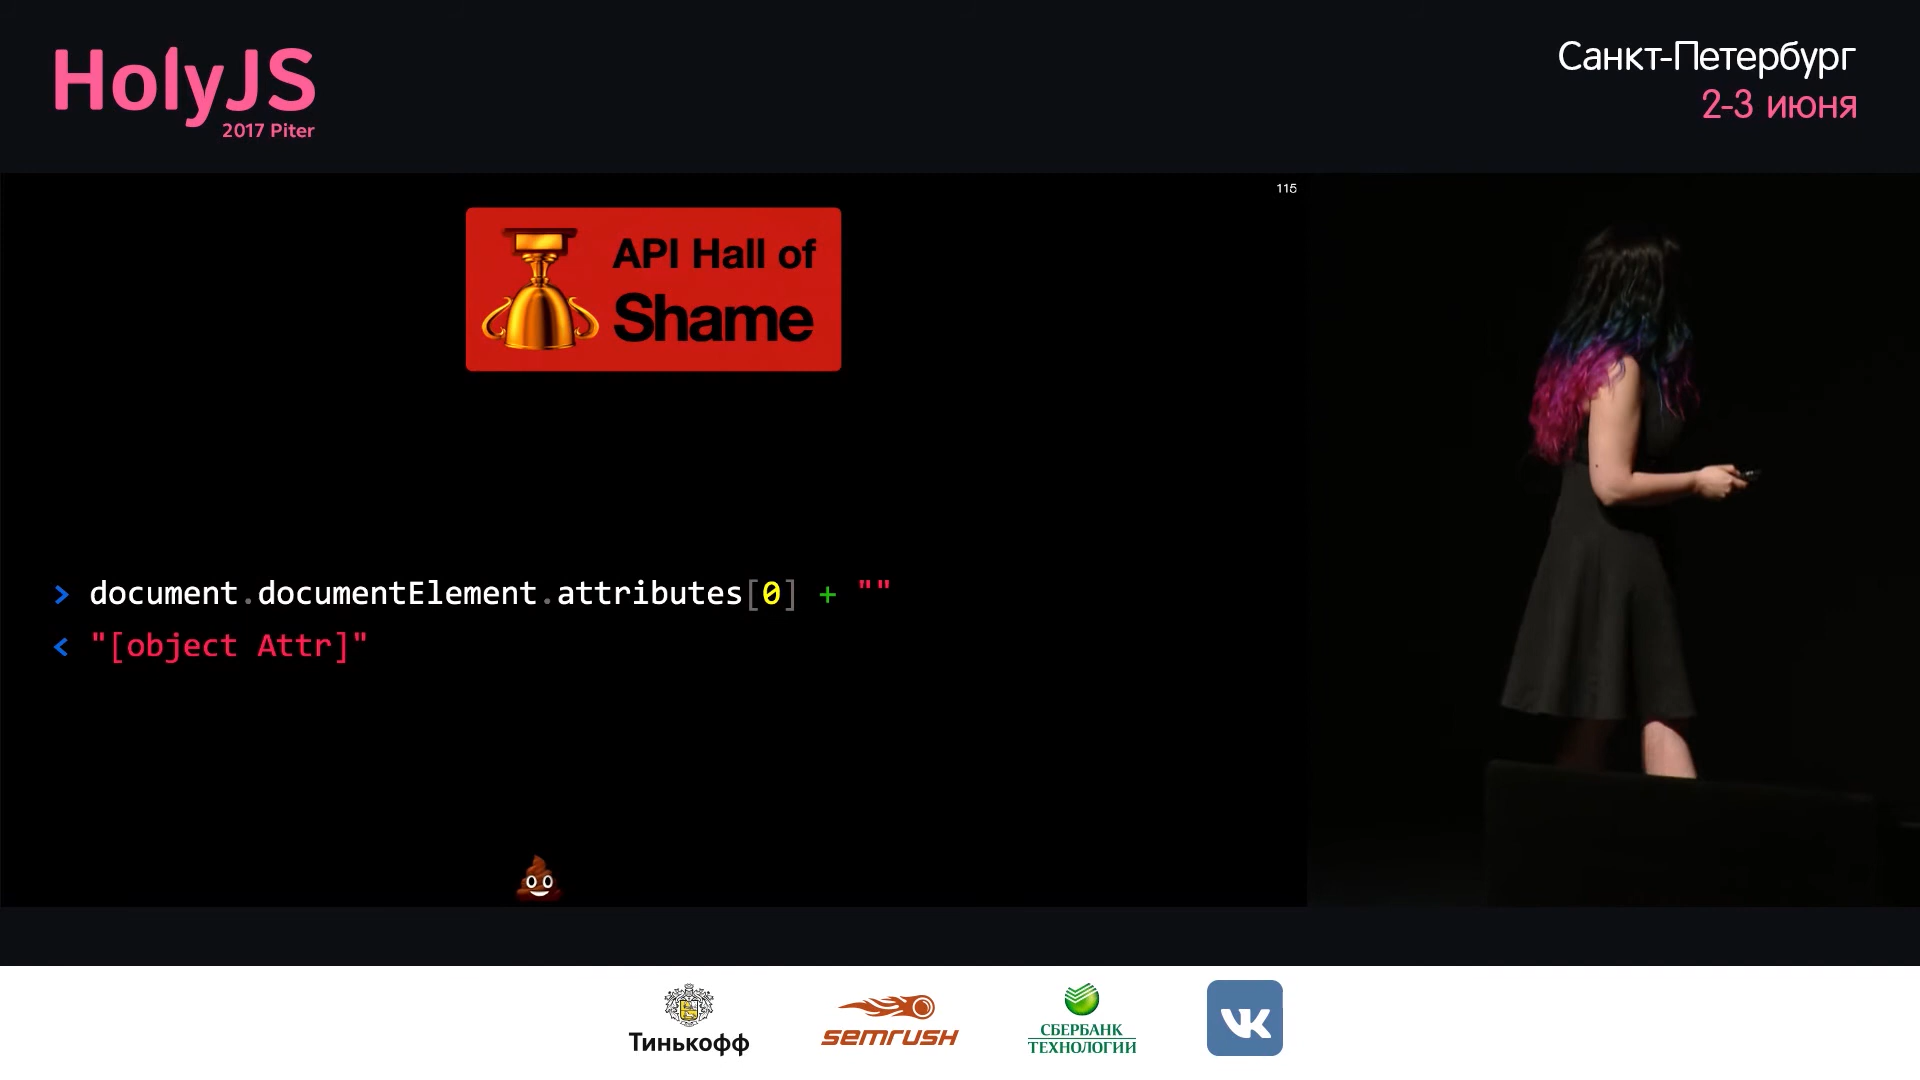 HolyJS
2017 Piter
Санкт-Петербург
2-3 июня
115
API Hall of
Shame
> document.documentElement.attributes[0] + ""
< "[object Attr]"
Тинькофф
semrush
СБЕРБАНК
ТЕХНОЛОГИИ
VK